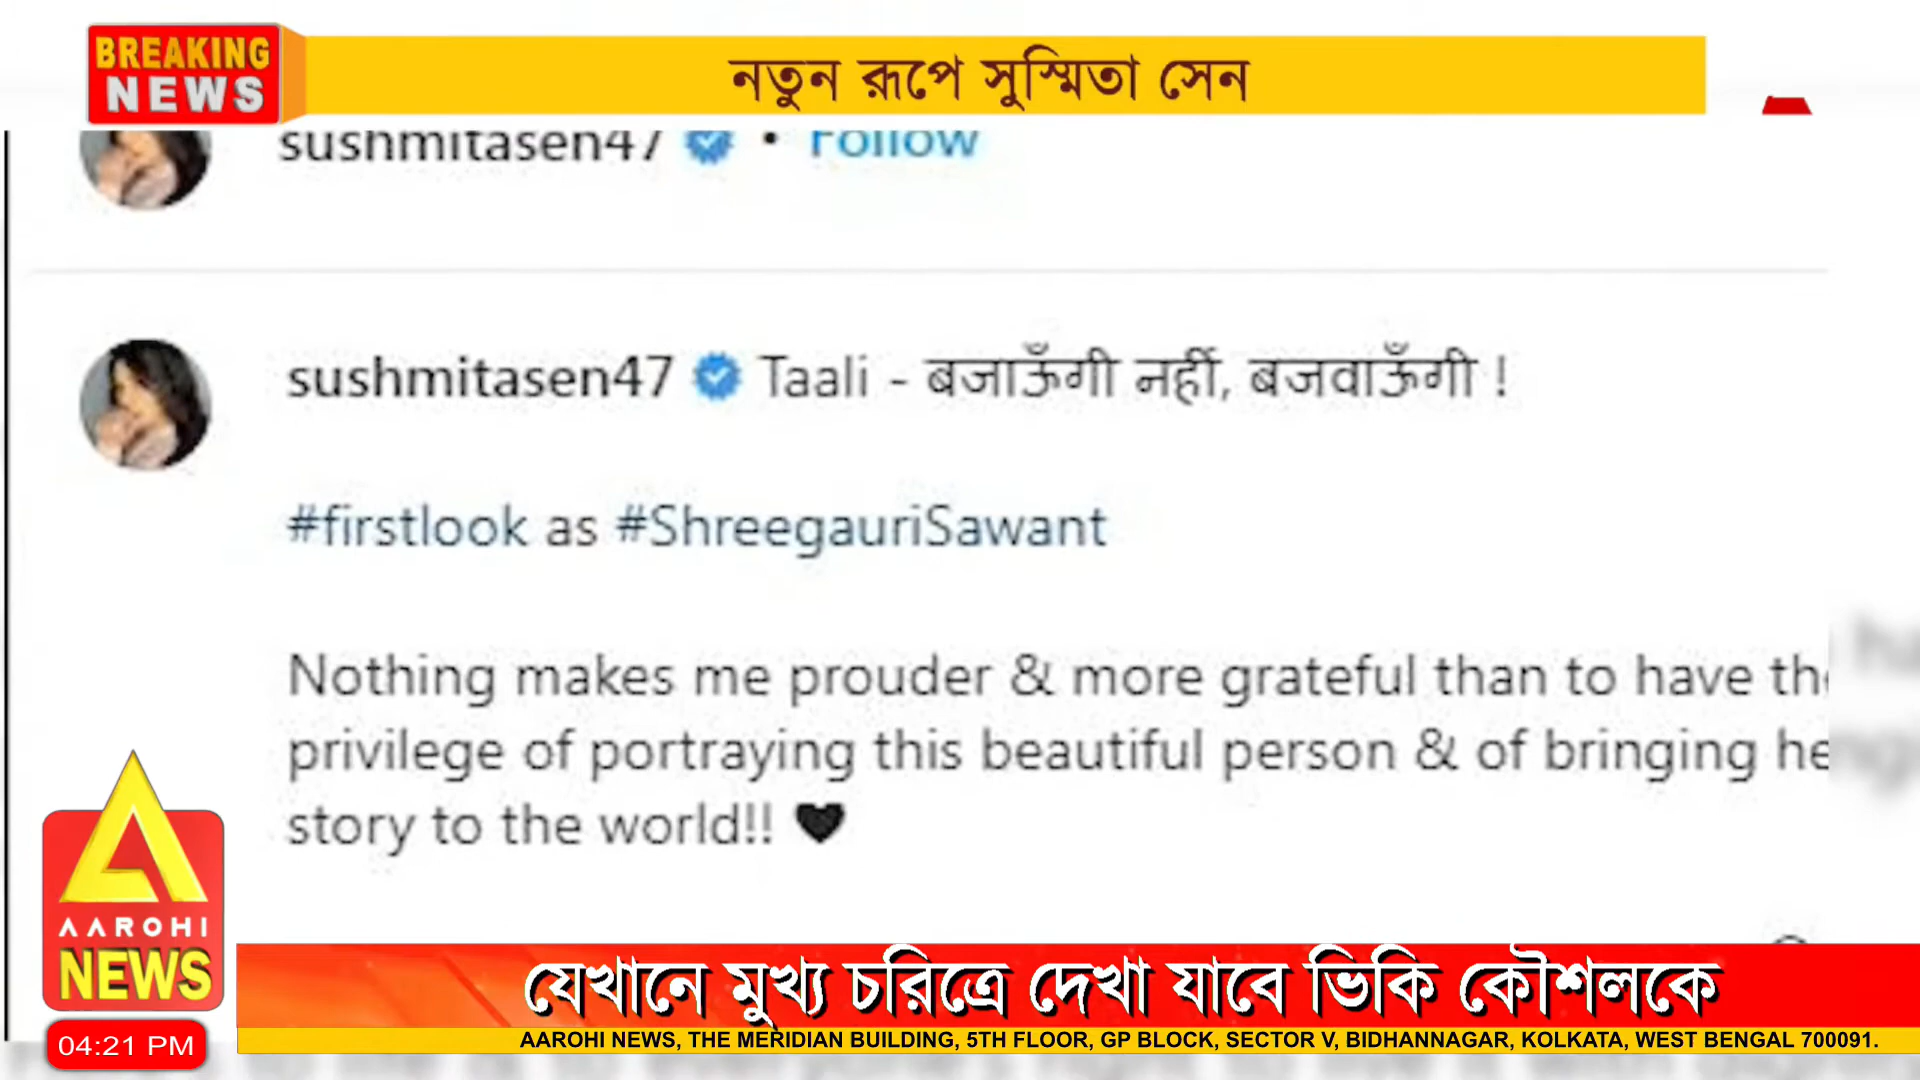 BREAKING
NEWS
নতুন রূপে সুস্মিতা সেন
sushmitasen47 • Follow
sushmitasen47 Taali - बजाऊँगी नहीं, बजवाऊँगी !
#firstlook as #ShreegauriSawant
Nothing makes me prouder & more grateful than to have
privilege of portraying this beautiful person & of bringing
story to the world!! 🖤
AAROHI
NEWS
যেখানে মুখ্য চরিত্রে দেখা যাবে ভিকি কৌশলকে
04:21 PM
AAROHI NEWS, THE MERIDIAN BUILDING, 5TH FLOOR, GP BLOCK, SECTOR V, BIDHANNAGAR, KOLKATA, WEST BENGAL 700091.